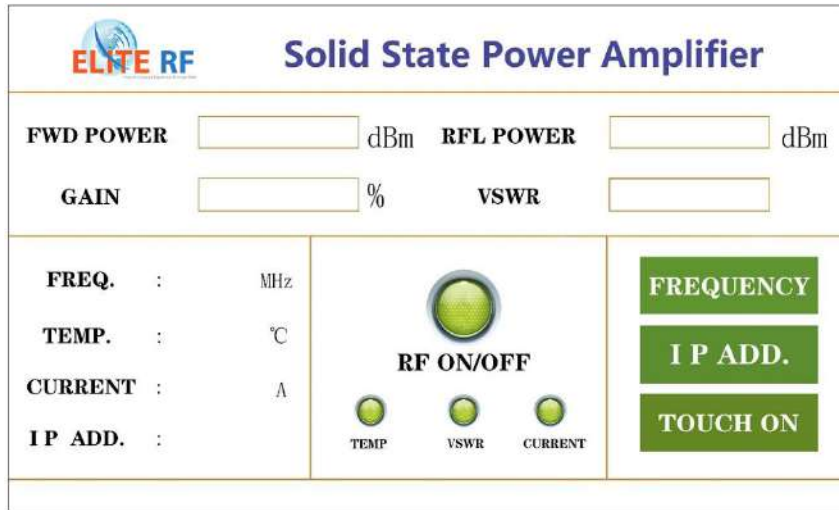 ELITE RF
Solid State Power Amplifier
FWD POWER dBm RFL POWER dBm
GAIN % VSWR
FREQ. : MHz
TEMP. : ℃
CURRENT : A
I P ADD. :
RF ON/OFF
TEMP VSWR CURRENT
FREQUENCY
I P ADD.
TOUCH ON